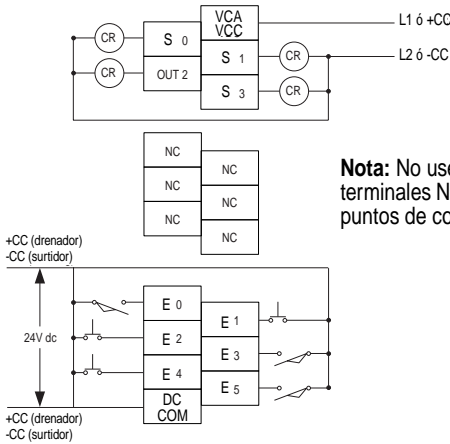 VCA
VCC
L1 ó +CC
CR
S 0
S 1
CR
L2 ó -CC
CR
OUT 2
S 3
CR
NC
NC
NC
NC
NC
NC
Nota: No use
terminales N
puntos de co
+CC (drenador)
-CC (surtidor)
24V dc
E 0
E 1
E 2
E 3
E 4
E 5
DC
COM
+CC (drenador)
-CC (surtidor)